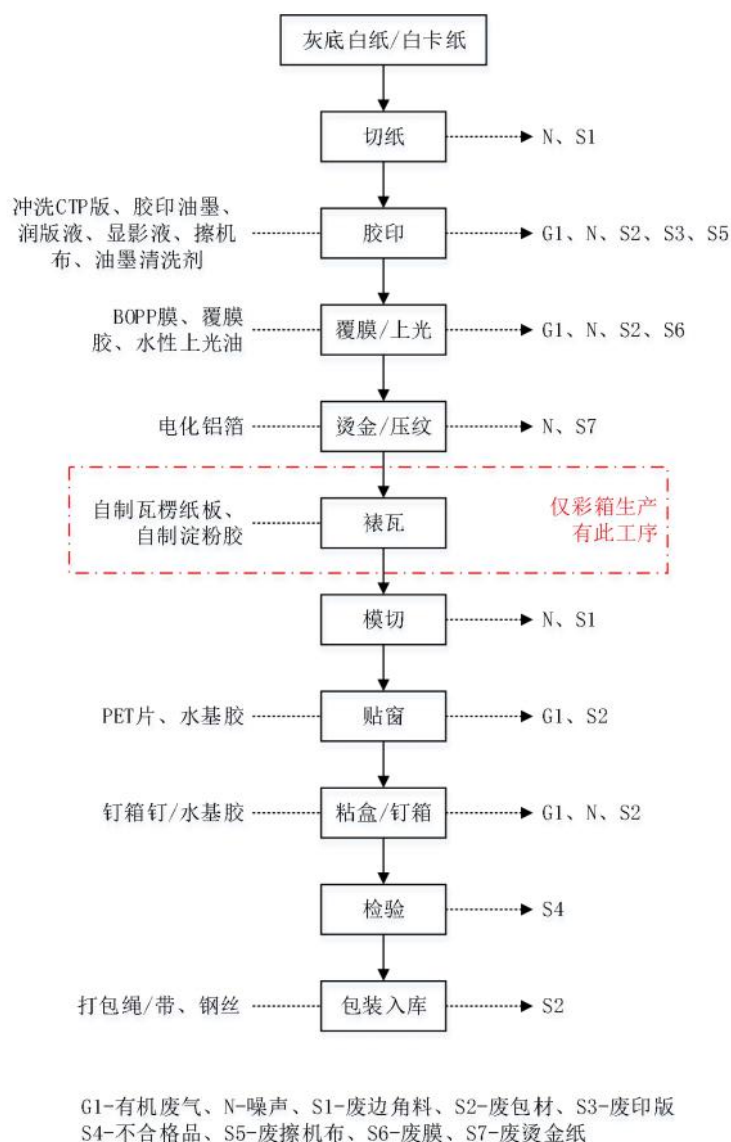 灰底白纸/白卡纸
切纸
N、S1
冲洗CTP版、胶印油墨、
润版液、显影液、擦机
布、油墨清洗剂
胶印
G1、N、S2、S3、S5
BOPP膜、覆膜
胶、水性上光油
覆膜/上光
G1、N、S2、S6
电化铝箔
烫金/压纹
N、S7
自制瓦楞纸板、
自制淀粉胶
裱瓦
仅彩箱生产
有此工序
模切
N、S1
PET片、水基胶
贴窗
G1、S2
钉箱钉/水基胶
粘盒/钉箱
G1、N、S2
检验
S4
打包绳/带、钢丝
包装入库
S2
G1-有机废气、N-噪声、S1-废边角料、S2-废包材、S3-废印版
S4-不合格品、S5-废擦机布、S6-废膜、S7-废烫金纸